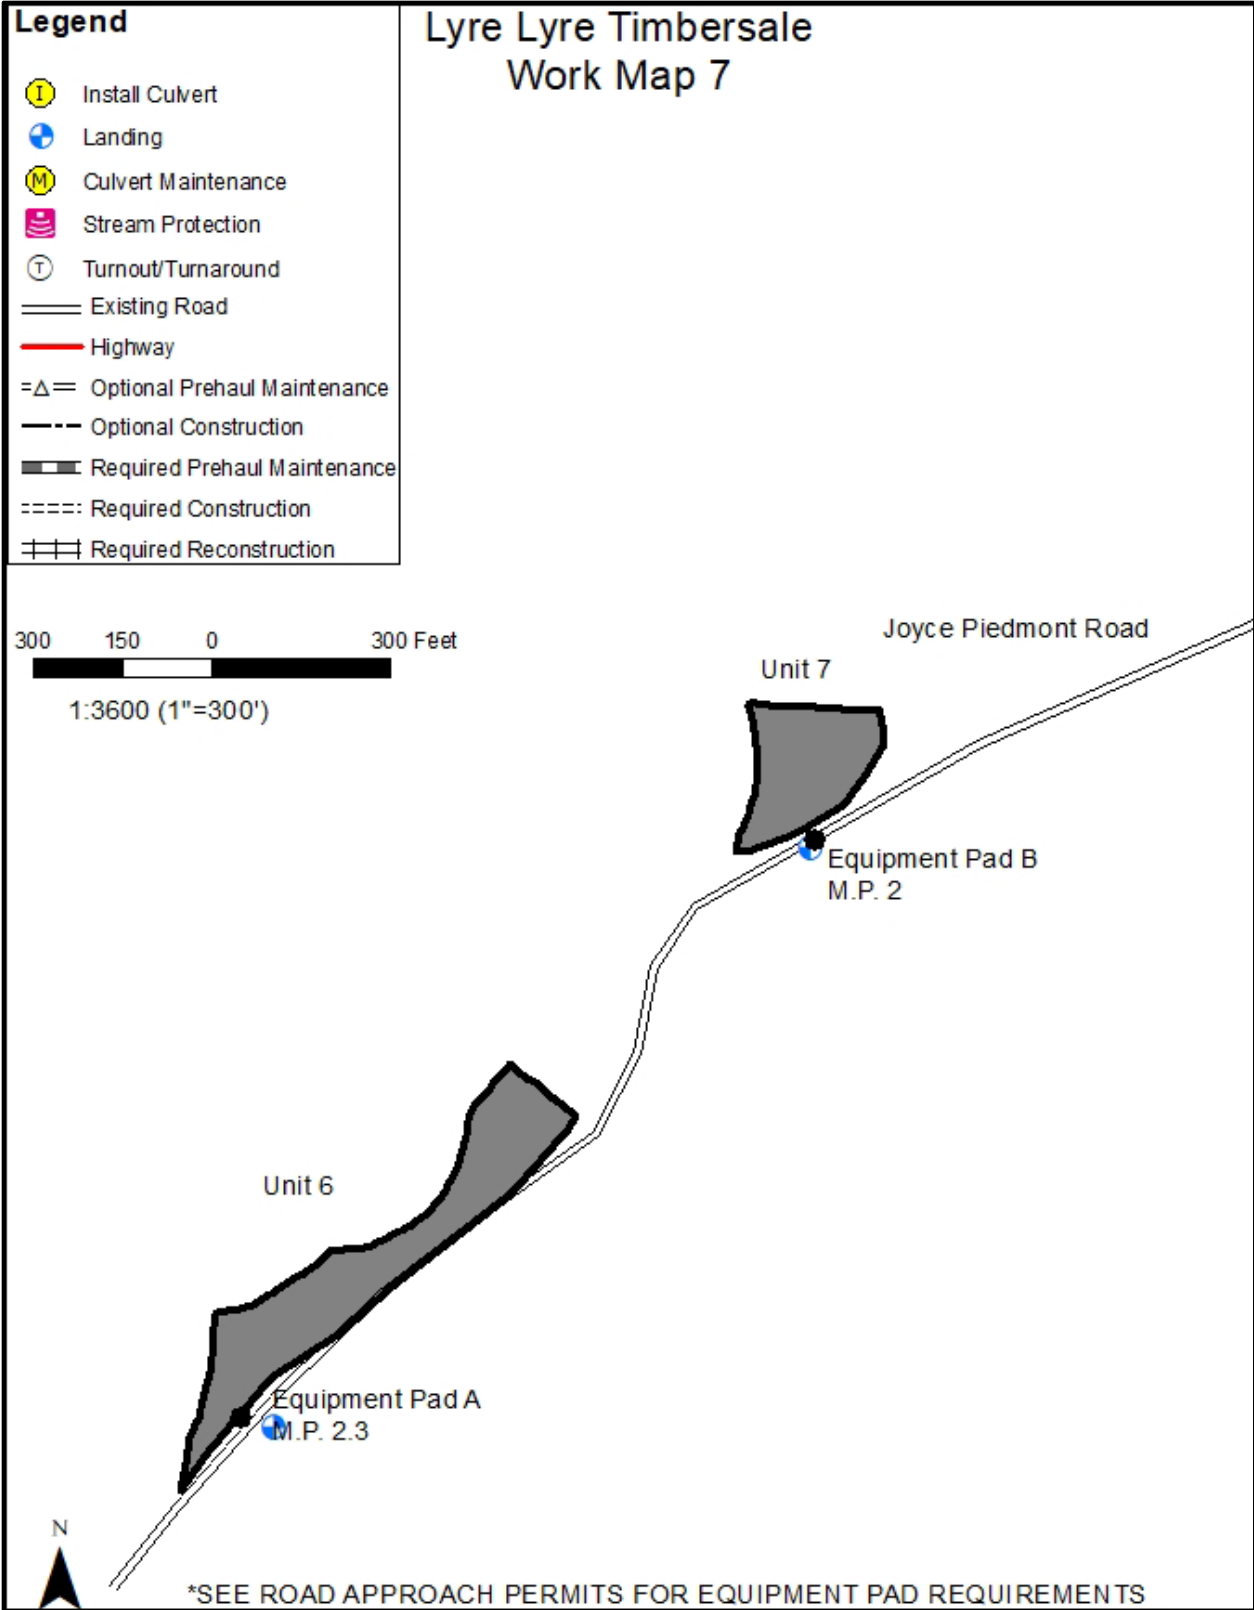 Legend
Lyre Lyre Timbersale
Work Map 7
I Install Culvert
Landing
M Culvert Maintenance
Stream Protection
T Turnout/Turnaround
Existing Road
Highway
Optional Prehaul Maintenance
Optional Construction
Required Prehaul Maintenance
Required Construction
Required Reconstruction
300 150 0 300 Feet
1:3600 (1"=300')
Joyce Piedmont Road
Unit 7
Equipment Pad B
M.P. 2
Unit 6
Equipment Pad A
M.P. 2.3
N
*SEE ROAD APPROACH PERMITS FOR EQUIPMENT PAD REQUIREMENTS